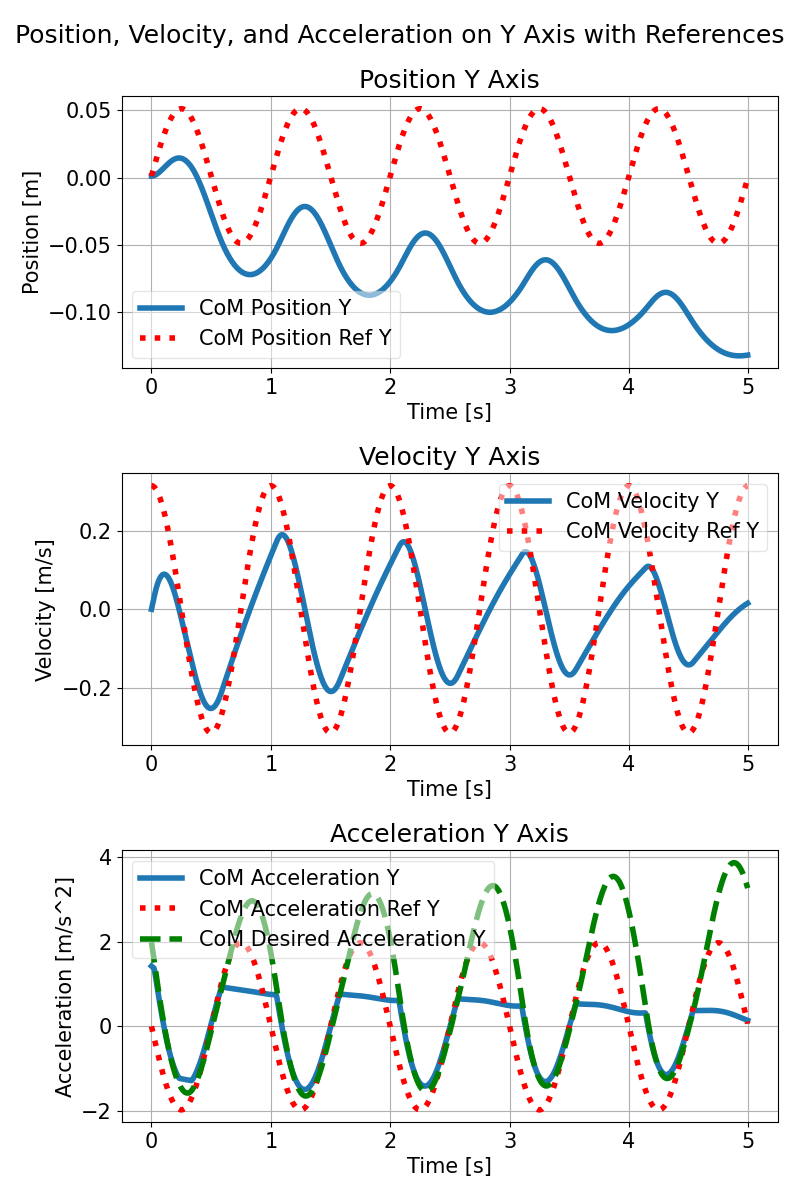 Position, Velocity, and Acceleration on Y Axis with References
Position Y Axis
0.05
0.00
−0.05
−0.10
Position [m]
CoM Position Y
CoM Position Ref Y
0 1 2 3 4 5
Time [s]
Velocity Y Axis
0.2
0.0
−0.2
Velocity [m/s]
CoM Velocity Y
CoM Velocity Ref Y
0 1 2 3 4 5
Time [s]
Acceleration Y Axis
4
2
0
−2
Acceleration [m/s^2]
CoM Acceleration Y
CoM Acceleration Ref Y
CoM Desired Acceleration Y
0 1 2 3 4 5
Time [s]